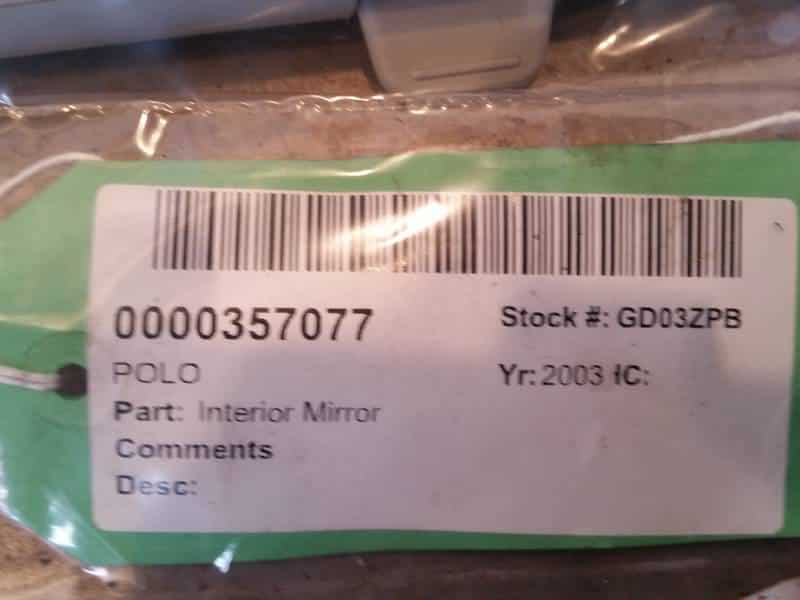 0000357077 Stock #: GD03ZPB
POLO Yr: 2003 IC:
Part: Interior Mirror
Comments
Desc: